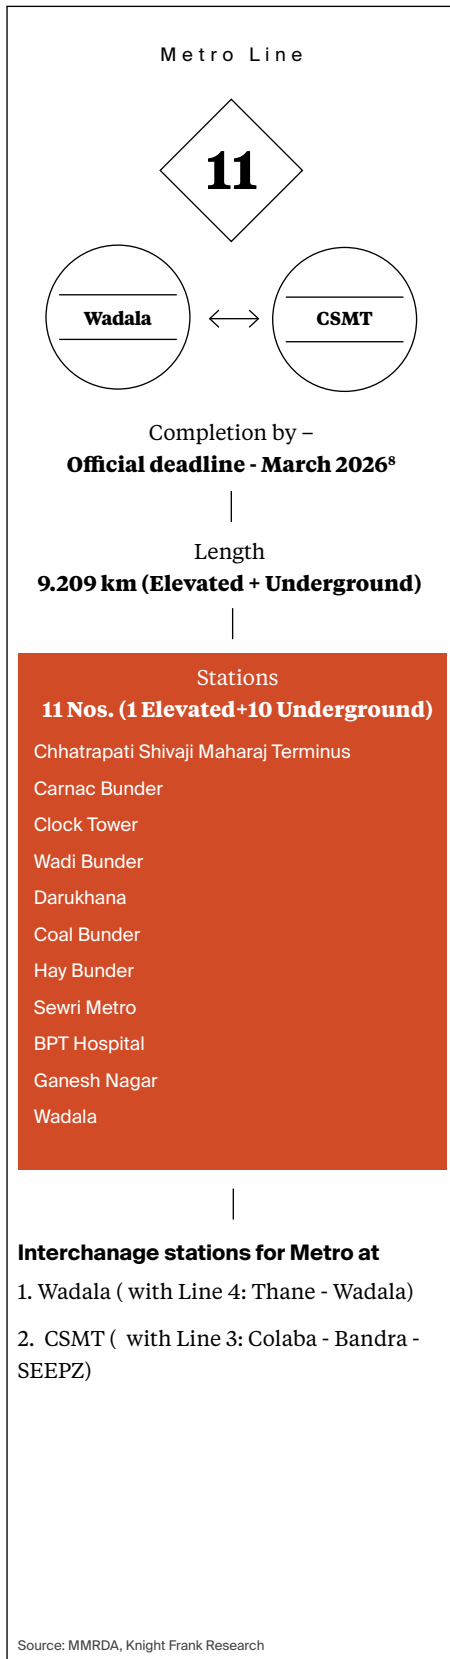 Metro Line
11
Wadala
CSMT
Completion by –
Official deadline - March 2026⁸
Length
9.209 km (Elevated + Underground)
Stations
11 Nos. (1 Elevated+10 Underground)
Chhatrapati Shivaji Maharaj Terminus
Carnac Bunder
Clock Tower
Wadi Bunder
Darukhana
Coal Bunder
Hay Bunder
Sewri Metro
BPT Hospital
Ganesh Nagar
Wadala
Interchanage stations for Metro at
1. Wadala ( with Line 4: Thane - Wadala)
2. CSMT ( with Line 3: Colaba - Bandra -
SEEPZ)
Source: MMRDA, Knight Frank Research